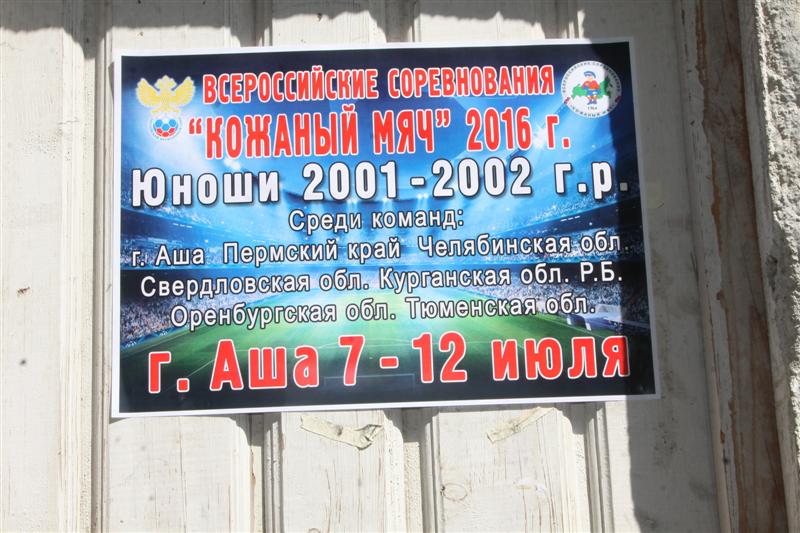 ВСЕРОССИЙСКИЕ СОРЕВНОВАНИЯ
"КОЖАНЫЙ МЯЧ" 2016 г.
Юноши 2001-2002 г.р.
Среди команд:
г. Аша Пермский край Челябинская обл.
Свердловская обл. Курганская обл. Р.Б.
Оренбургская обл. Тюменская обл.
г. Аша 7 - 12 июля